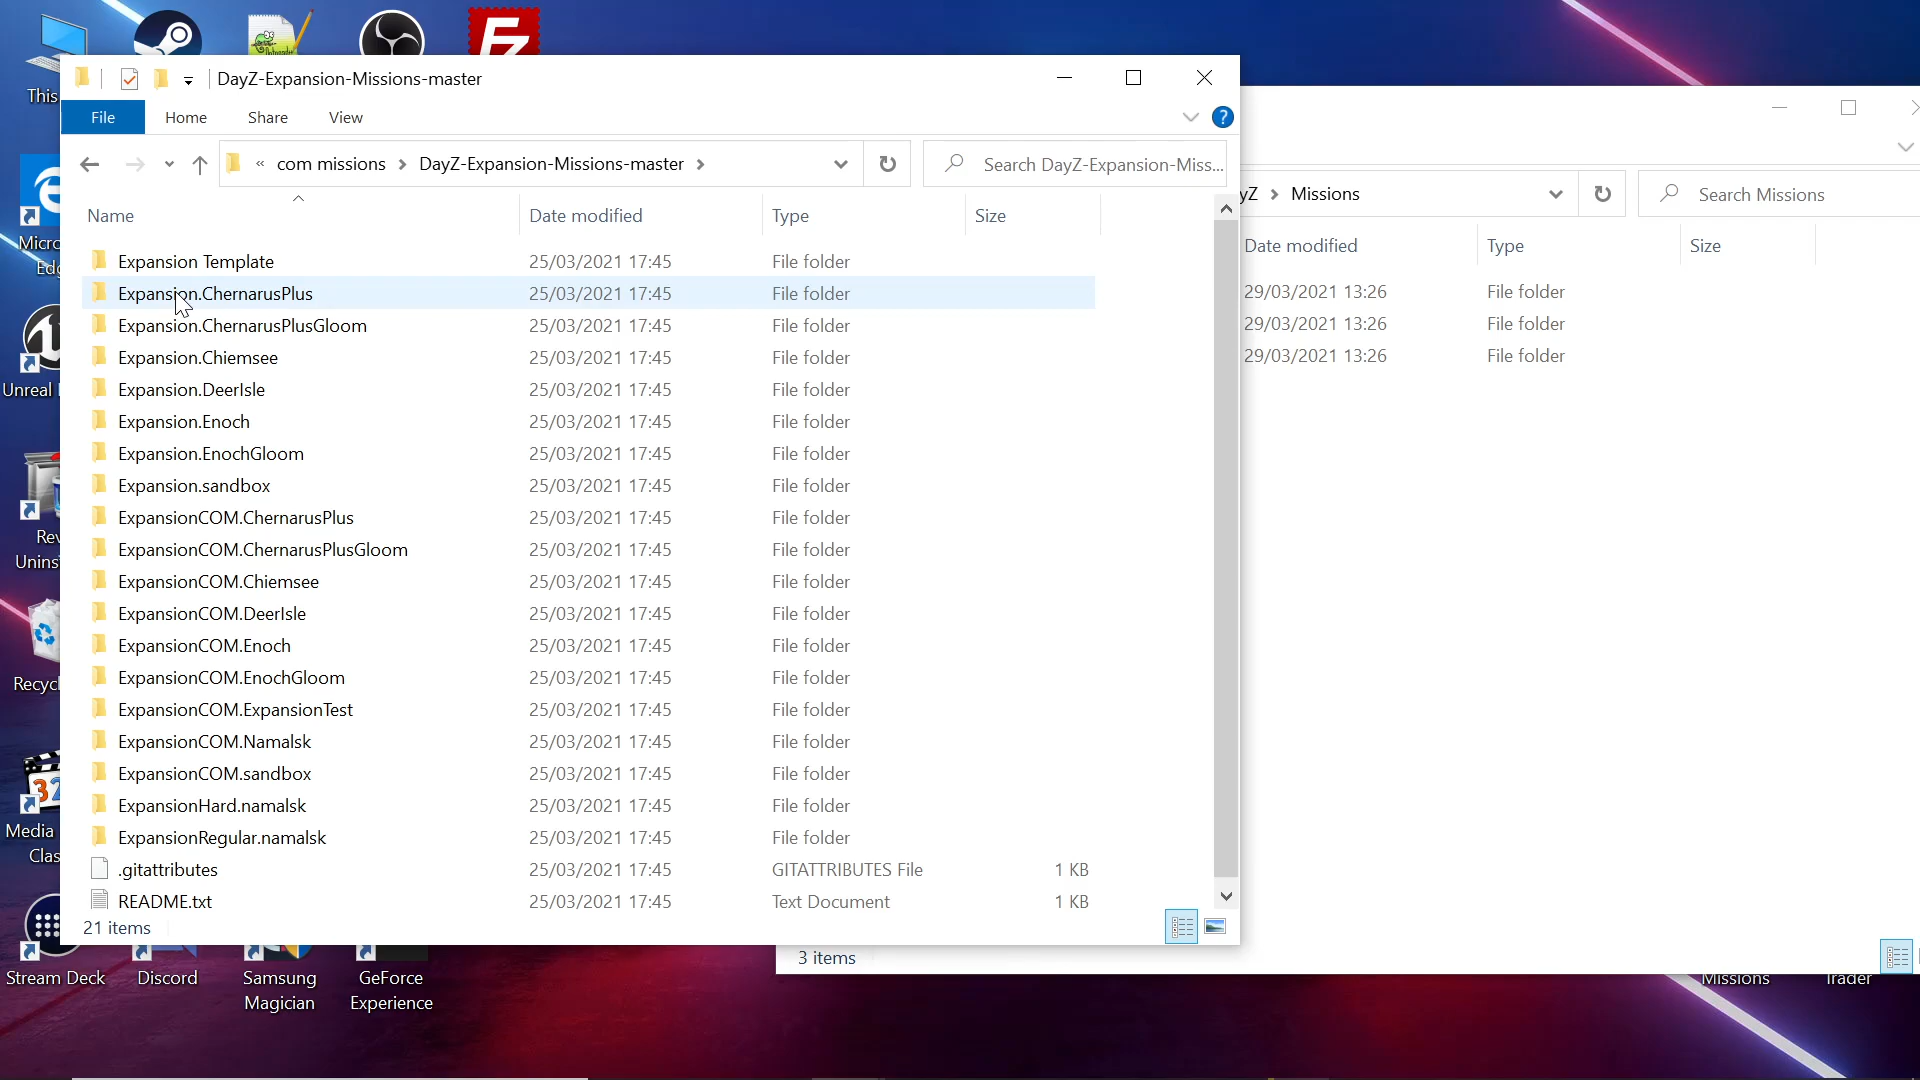 This
DayZ-Expansion-Missions-master
File Home Share View
« com missions > DayZ-Expansion-Missions-master >
Search DayZ-Expansion-Miss...
yZ > Missions
Search Missions
Name Date modified Type Size
Date modified Type Size
Expansion Template 25/03/2021 17:45 File folder
Expansion.ChernarusPlus 25/03/2021 17:45 File folder
Expansion.ChernarusPlusGloom 25/03/2021 17:45 File folder
Expansion.Chiemsee 25/03/2021 17:45 File folder
Expansion.DeerIsle 25/03/2021 17:45 File folder
Expansion.Enoch 25/03/2021 17:45 File folder
Expansion.EnochGloom 25/03/2021 17:45 File folder
Expansion.sandbox 25/03/2021 17:45 File folder
ExpansionCOM.ChernarusPlus 25/03/2021 17:45 File folder
ExpansionCOM.ChernarusPlusGloom 25/03/2021 17:45 File folder
ExpansionCOM.Chiemsee 25/03/2021 17:45 File folder
ExpansionCOM.DeerIsle 25/03/2021 17:45 File folder
ExpansionCOM.Enoch 25/03/2021 17:45 File folder
ExpansionCOM.EnochGloom 25/03/2021 17:45 File folder
ExpansionCOM.ExpansionTest 25/03/2021 17:45 File folder
ExpansionCOM.Namalsk 25/03/2021 17:45 File folder
ExpansionCOM.sandbox 25/03/2021 17:45 File folder
ExpansionHard.namalsk 25/03/2021 17:45 File folder
ExpansionRegular.namalsk 25/03/2021 17:45 File folder
.gitattributes 25/03/2021 17:45 GITATTRIBUTES File 1 KB
README.txt 25/03/2021 17:45 Text Document 1 KB
21 items
29/03/2021 13:26 File folder
29/03/2021 13:26 File folder
29/03/2021 13:26 File folder
3 items
Micro
Edg
Unreal
Rev
Unins
Recycl
Media
Clas
Stream Deck
Discord
Samsung
Magician
GeForce
Experience
Missions
Trader